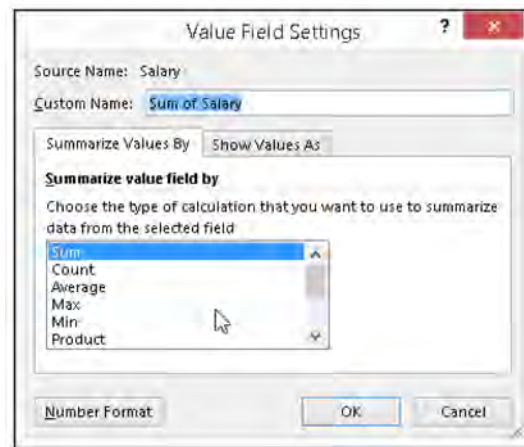 Value Field Settings ?
Source Name: Salary
Custom Name: Sum of Salary
Summarize Values By Show Values As
Summarize value field by
Choose the type of calculation that you want to use to summarize
data from the selected field
Sum
Count
Average
Max
Min
Product
Number Format OK Cancel